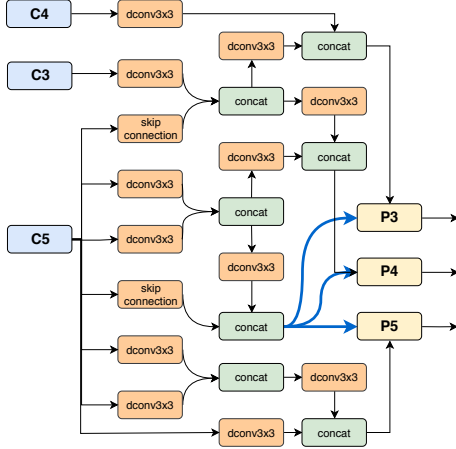 C4
dconv3x3
dconv3x3
concat
C3
dconv3x3
concat
dconv3x3
skip
connection
dconv3x3
concat
dconv3x3
concat
P3
C5
dconv3x3
dconv3x3
P4
skip
connection
concat
P5
dconv3x3
concat
dconv3x3
dconv3x3
dconv3x3
concat